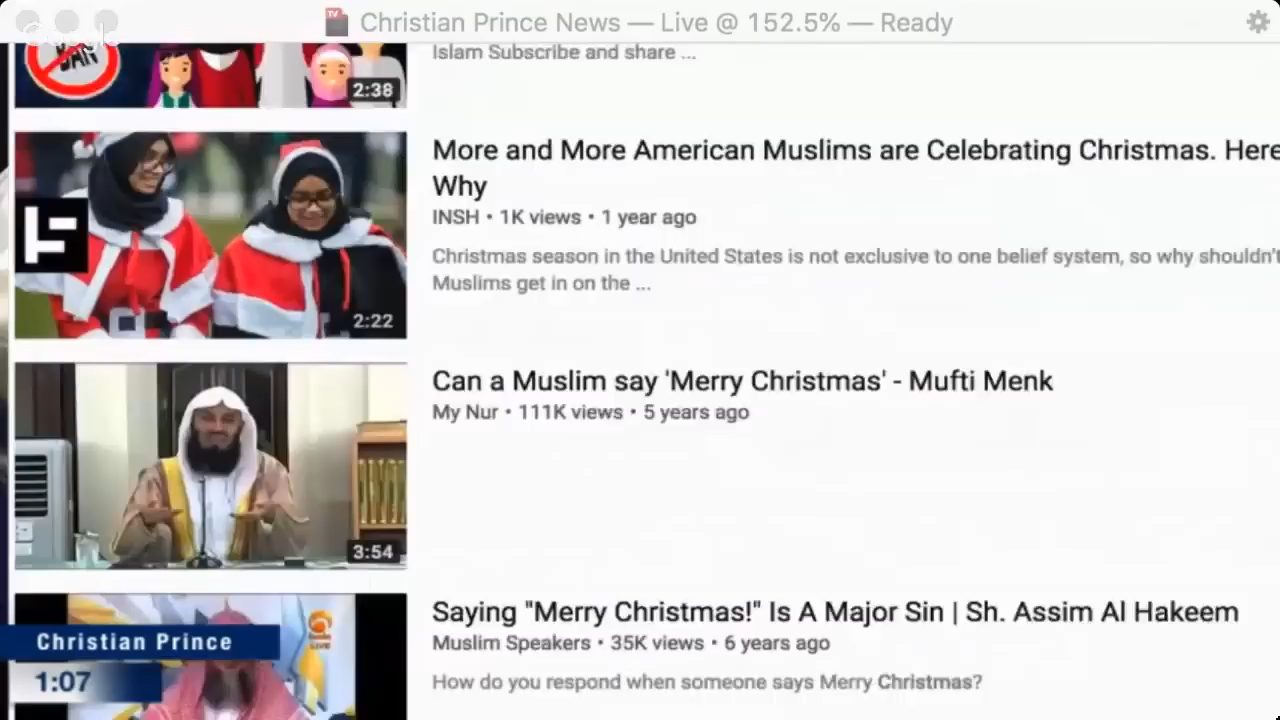 Christian Prince News — Live @ 152.5% — Ready
Google
Islam Subscribe and share ...
2:38
More and More American Muslims are Celebrating Christmas. Here
Why
INSH • 1K views • 1 year ago
Christmas season in the United States is not exclusive to one belief system, so why shouldn't
Muslims get in on the ...
2:22
Can a Muslim say 'Merry Christmas' - Mufti Menk
My Nur • 111K views • 5 years ago
3:54
Saying "Merry Christmas!" Is A Major Sin | Sh. Assim Al Hakeem
Muslim Speakers • 35K views • 6 years ago
How do you respond when someone says Merry Christmas?
LIVE
Christian Prince
1:07